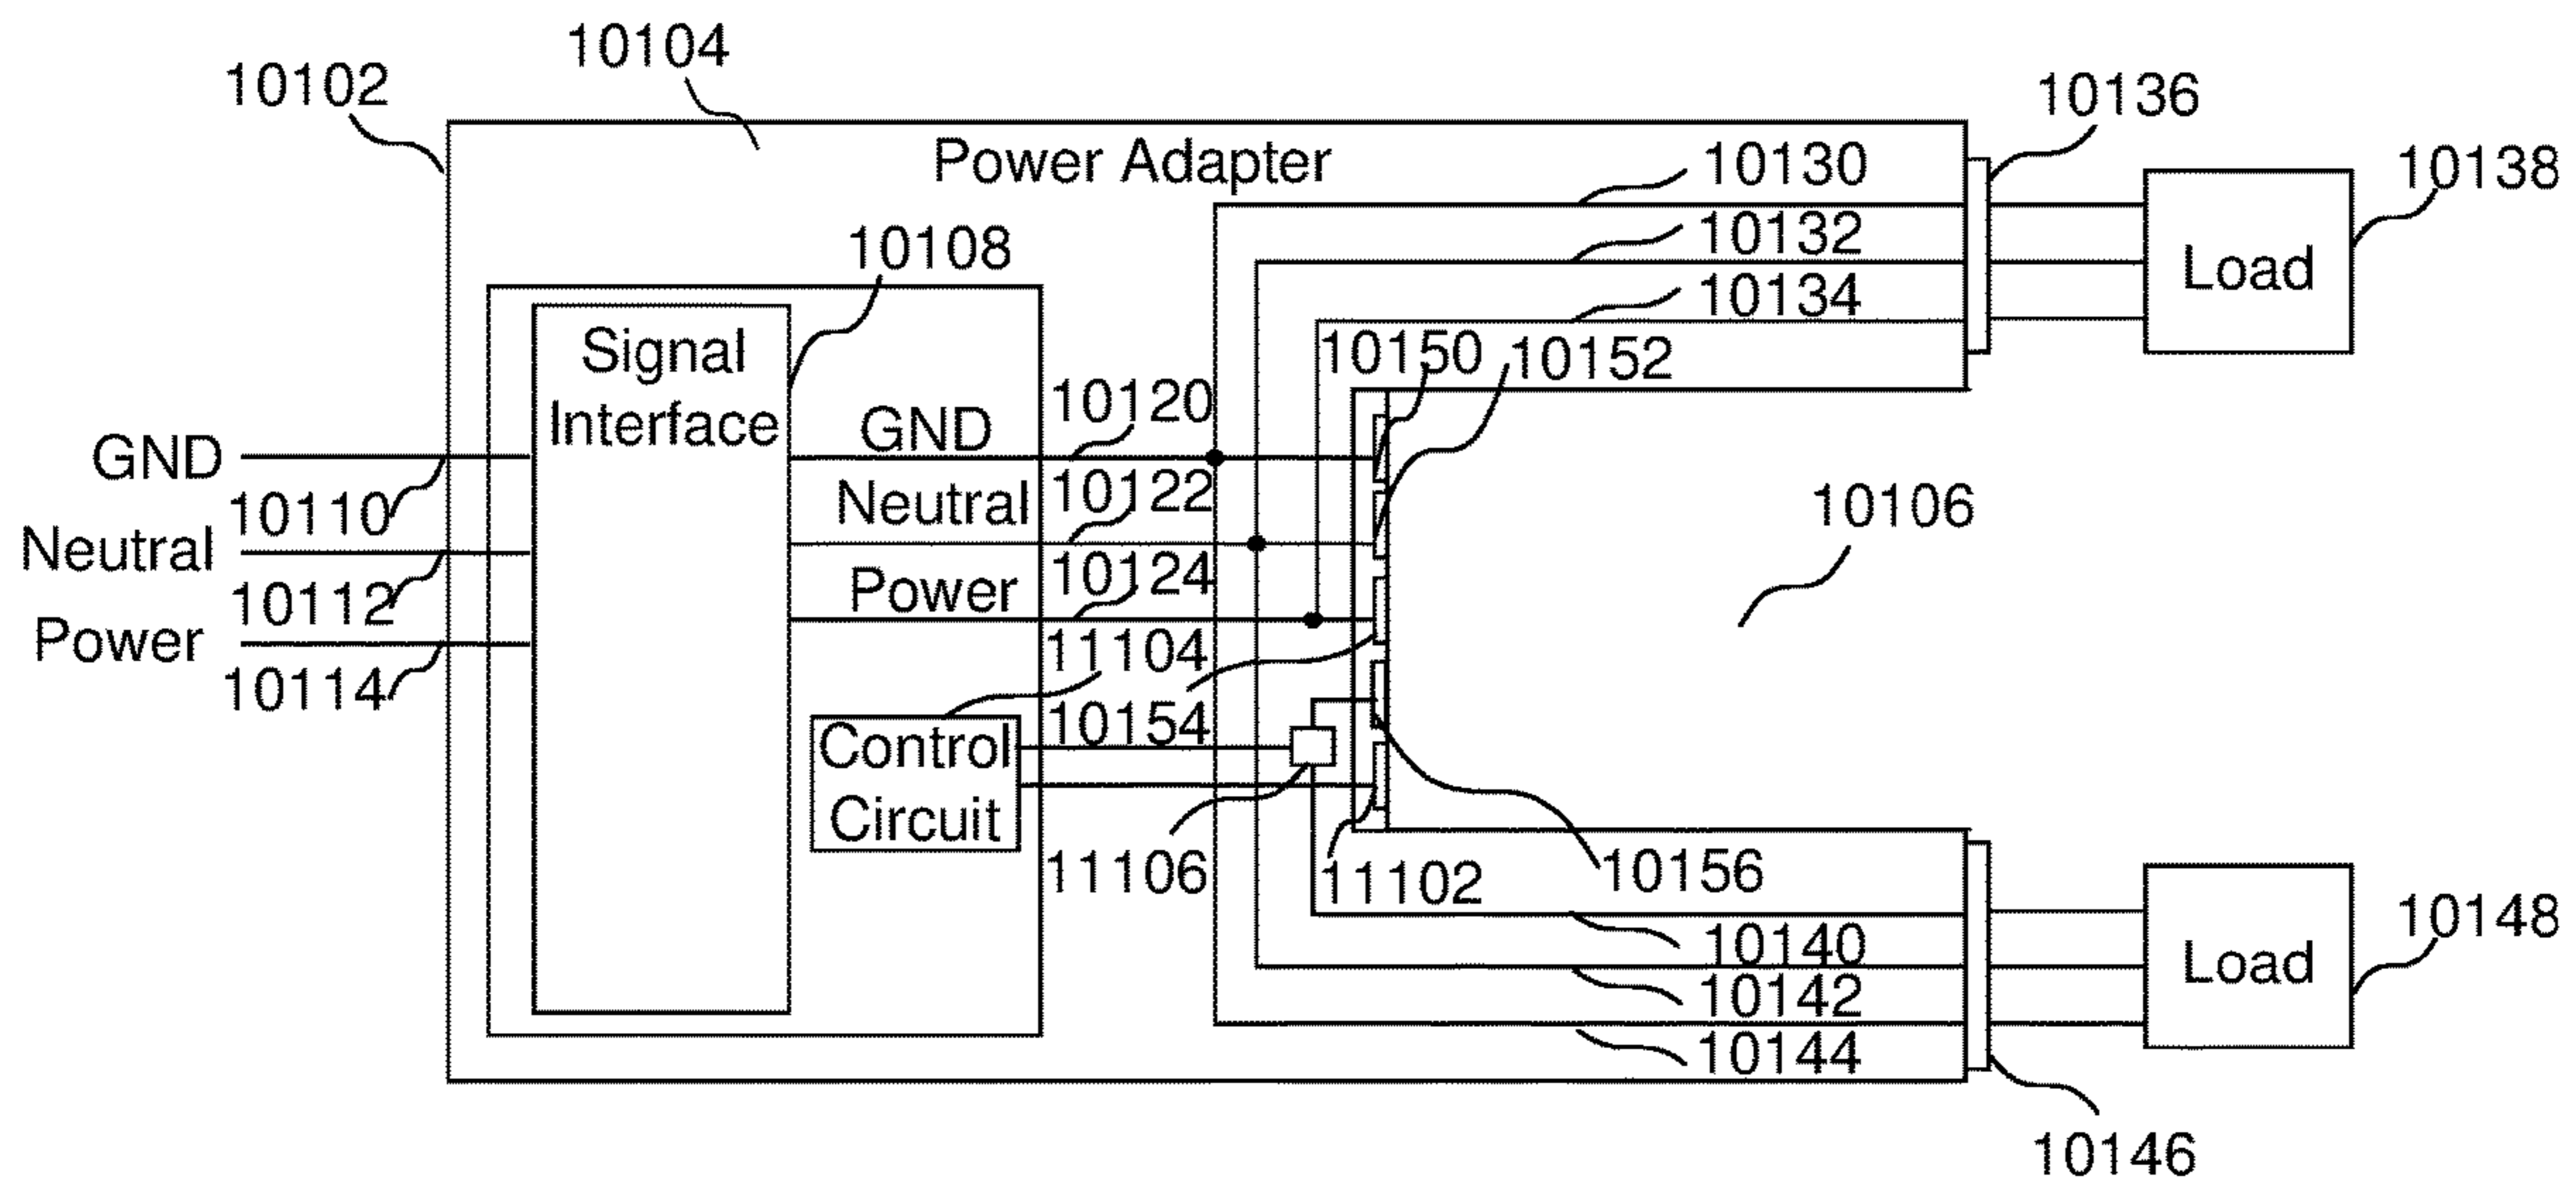 10104
10102
10136
Power Adapter
10130
10138
10132
10108
10134
Load
Signal
Interface
10150
10152
10120
GND
GND
10110
10122
Neutral
10106
Neutral
10112
10124
Power
Power
10114
11104
10154
Control
Circuit
11106
11102
10156
10140
10148
Load
10142
10144
10146